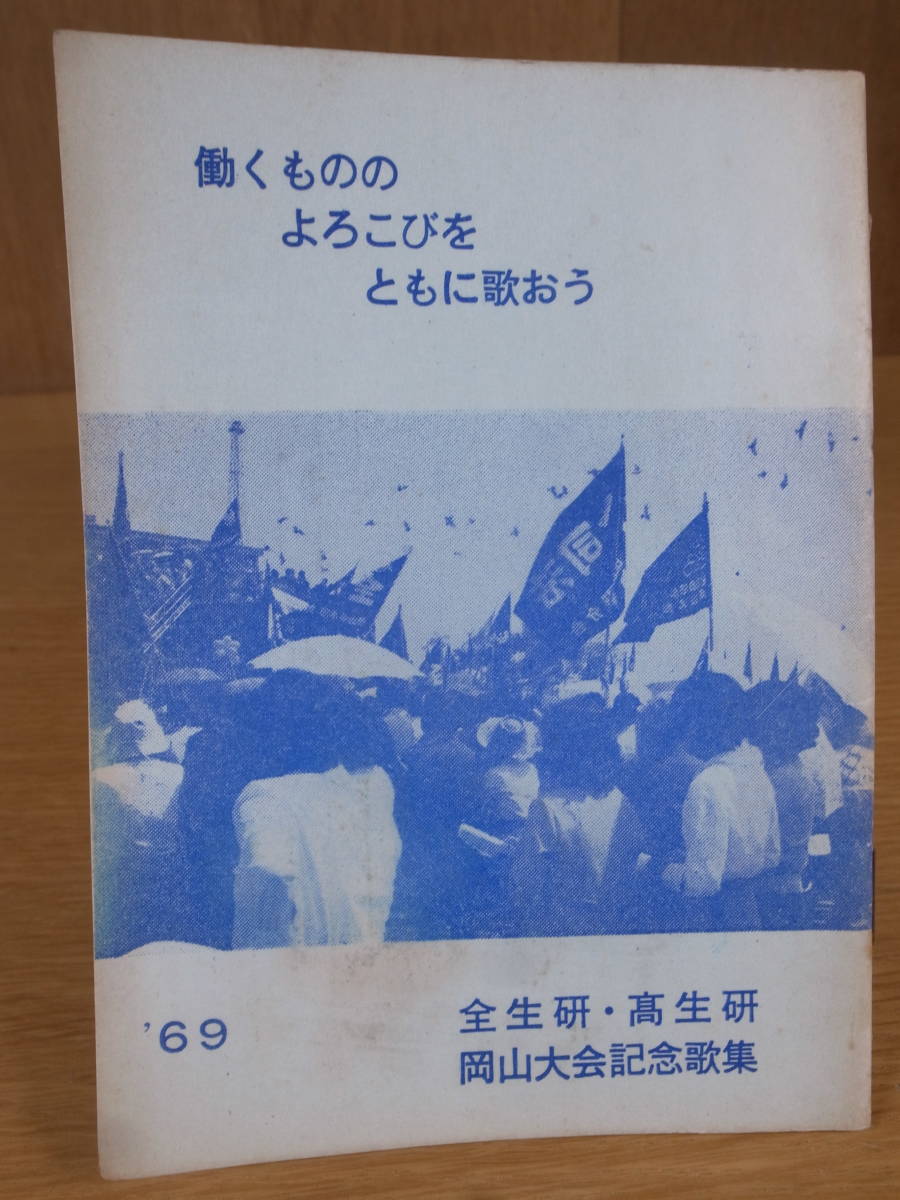 働くものの
よろこびを
ともに歌おう
'69
全生研・髙生研
岡山大会記念歌集